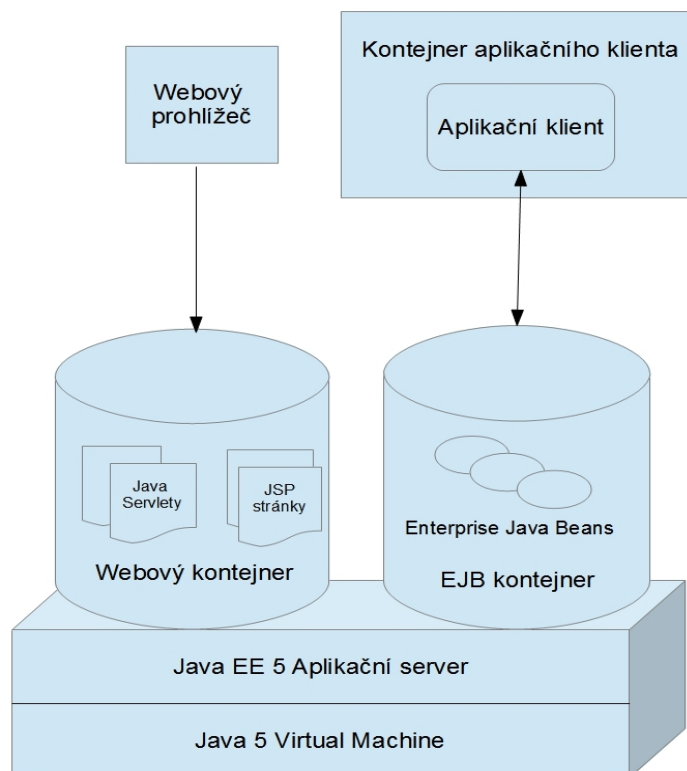 Webový
prohlížeč
Kontejner aplikačního klienta
Aplikační klient
Java
Servlety
JSP
stránky
Webový kontejner
Enterprise Java Beans
EJB kontejner
Java EE 5 Aplikační server
Java 5 Virtual Machine